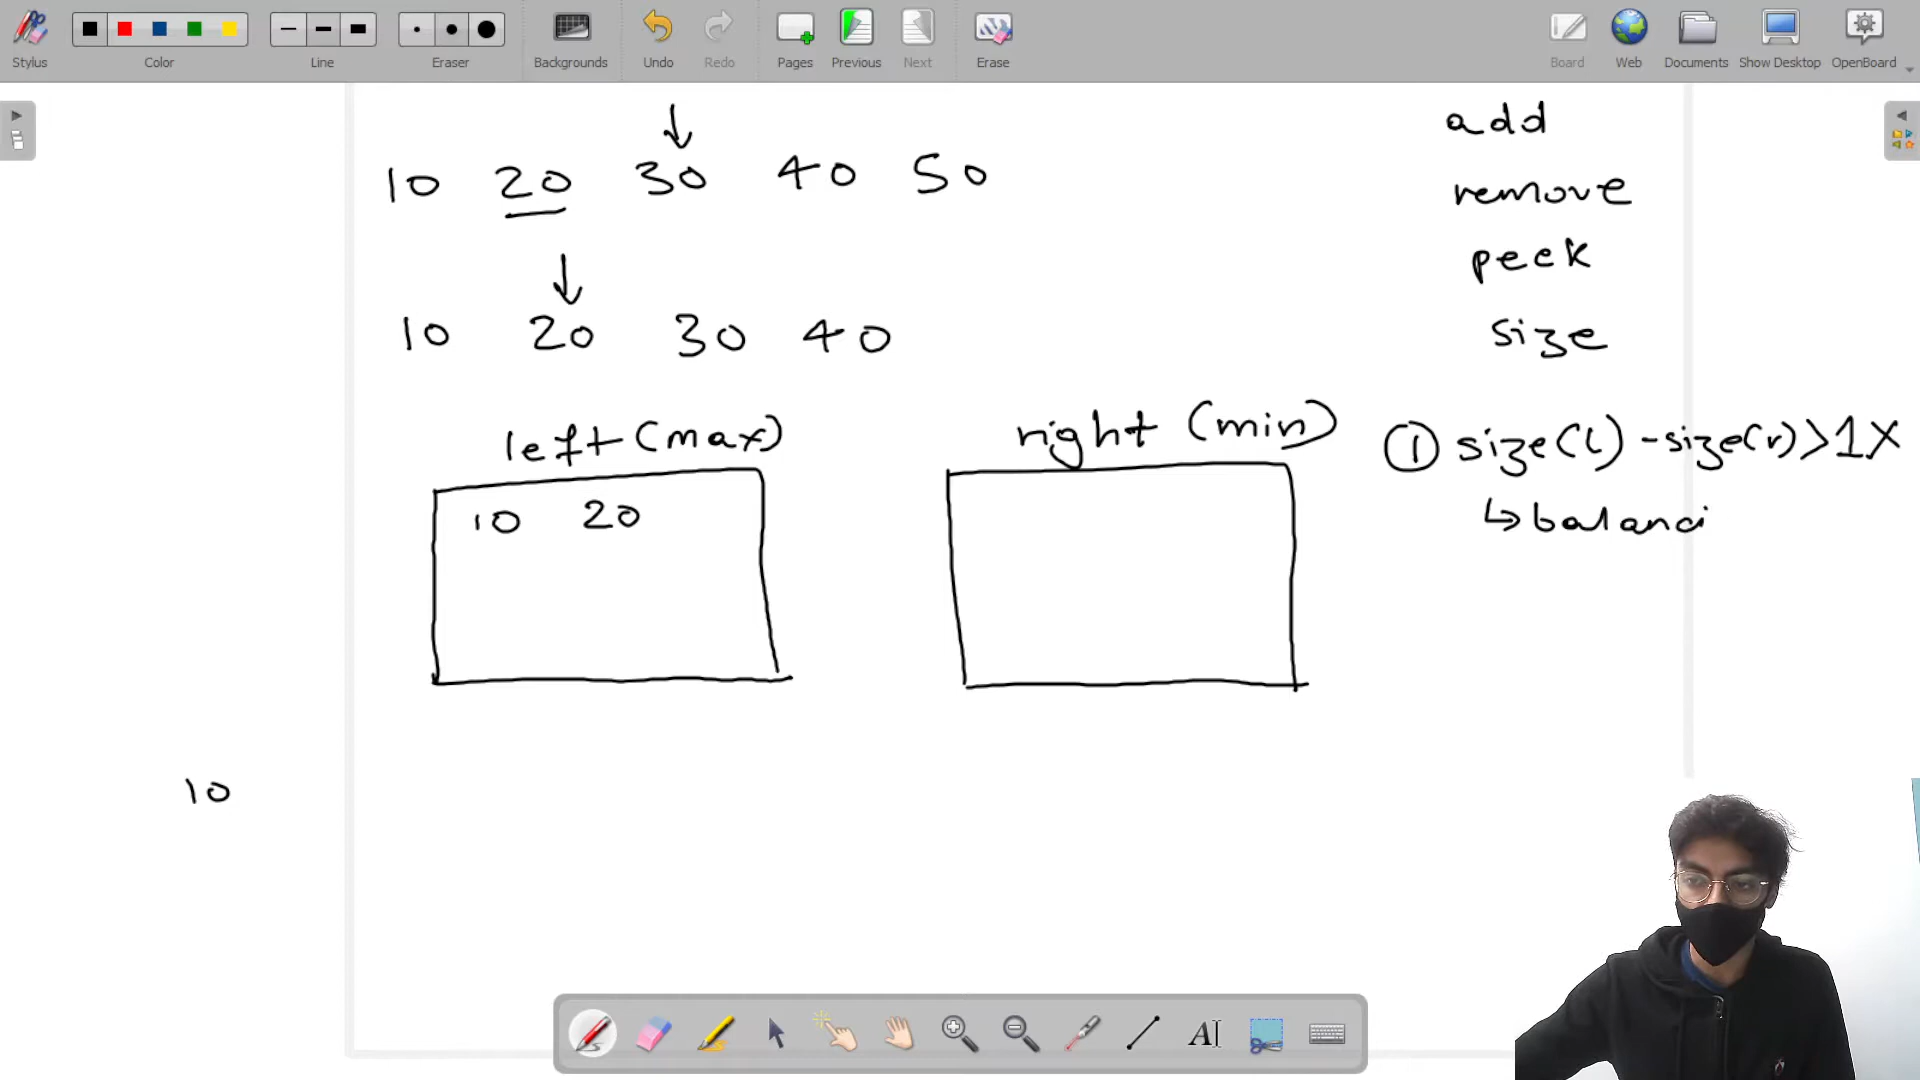 Stylus Color Line Eraser Backgrounds Undo Redo Pages Previous Next Erase Board Web Documents Show Desktop OpenBoard
10 20 30 40 50
10 20 30 40
left (max)
10 20
right (min)
10
add
remove
peek
size
① size(l) - size(r) > 1 X
↳ balanci
AI